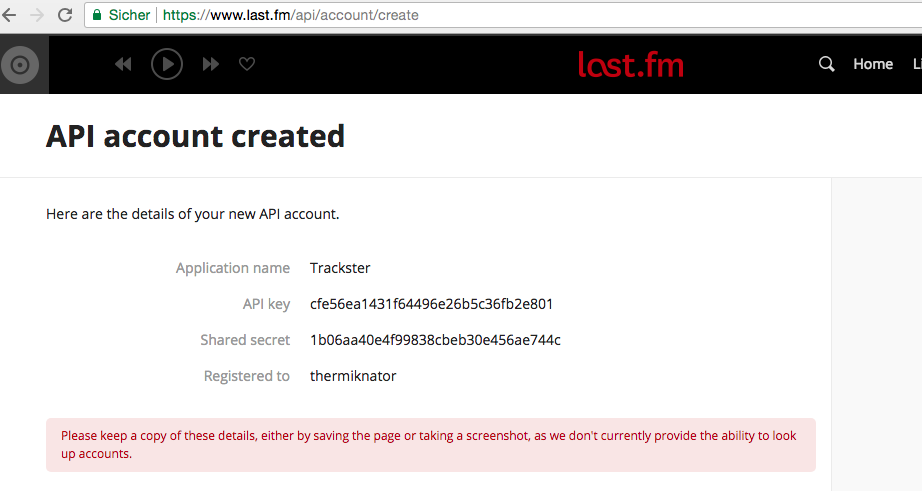 Sicher https://www.last.fm/api/account/create
last.fm Home
API account created
Here are the details of your new API account.
Application name Trackster
API key cfe56ea1431f64496e26b5c36fb2e801
Shared secret 1b06aa40e4f99838cbeb30e456ae744c
Registered to thermiknator
Please keep a copy of these details, either by saving the page or taking a screenshot, as we don't currently provide the ability to look
up accounts.